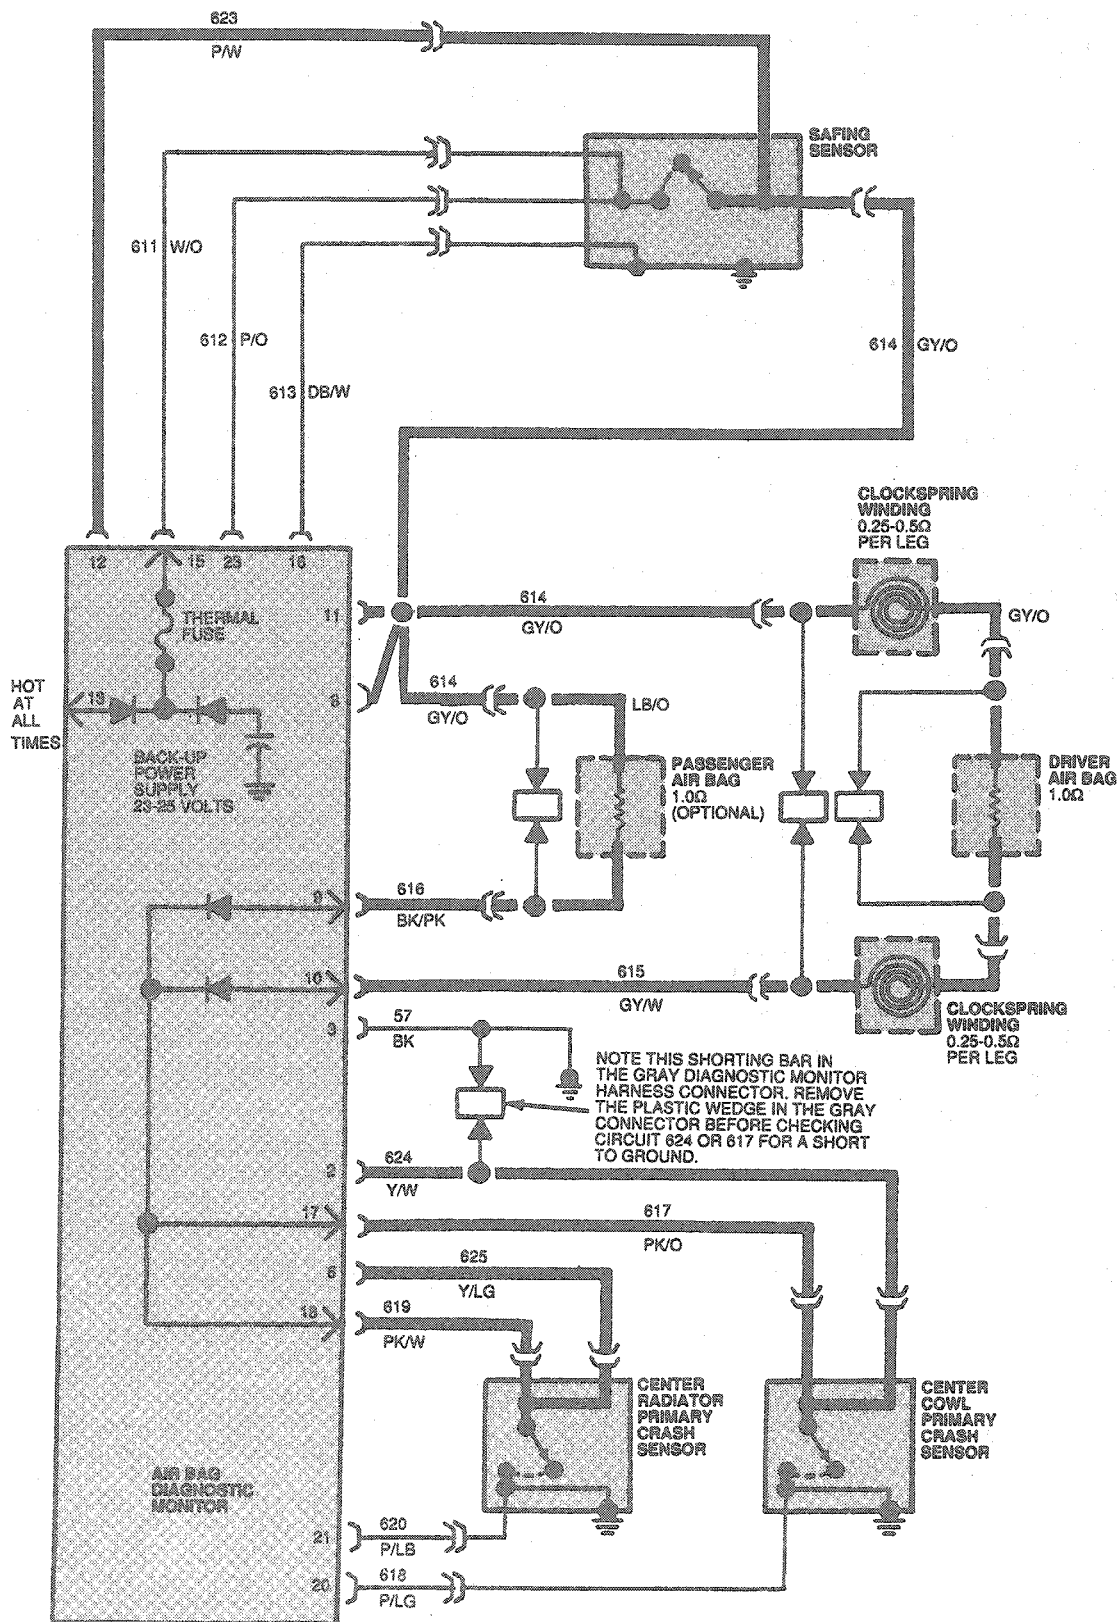 623
P/W
SAFING
SENSOR
611 W/O
612 P/O
613 DB/W
614 GY/O
CLOCKSPRING
WINDING
0.25-0.5Ω
PER LEG
12 15 23 16
THERMAL
FUSE
11
614
GY/O
GY/O
HOT
AT
ALL
TIMES
13
614
GY/O
LB/O
BACK-UP
POWER
SUPPLY
23-25 VOLTS
PASSENGER
AIR BAG
1.0Ω
(OPTIONAL)
DRIVER
AIR BAG
1.0Ω
9
616
BK/PK
10
615
GY/W
CLOCKSPRING
WINDING
0.25-0.5Ω
PER LEG
57
BK
NOTE THIS SHORTING BAR IN
THE GRAY DIAGNOSTIC MONITOR
HARNESS CONNECTOR. REMOVE
THE PLASTIC WEDGE IN THE GRAY
CONNECTOR BEFORE CHECKING
CIRCUIT 624 OR 617 FOR A SHORT
TO GROUND.
2
624
Y/W
17
617
PK/O
625
Y/LG
18
619
PK/W
CENTER
RADIATOR
PRIMARY
CRASH
SENSOR
CENTER
COWL
PRIMARY
CRASH
SENSOR
AIR BAG
DIAGNOSTIC
MONITOR
21
620
P/LB
20
618
P/LG